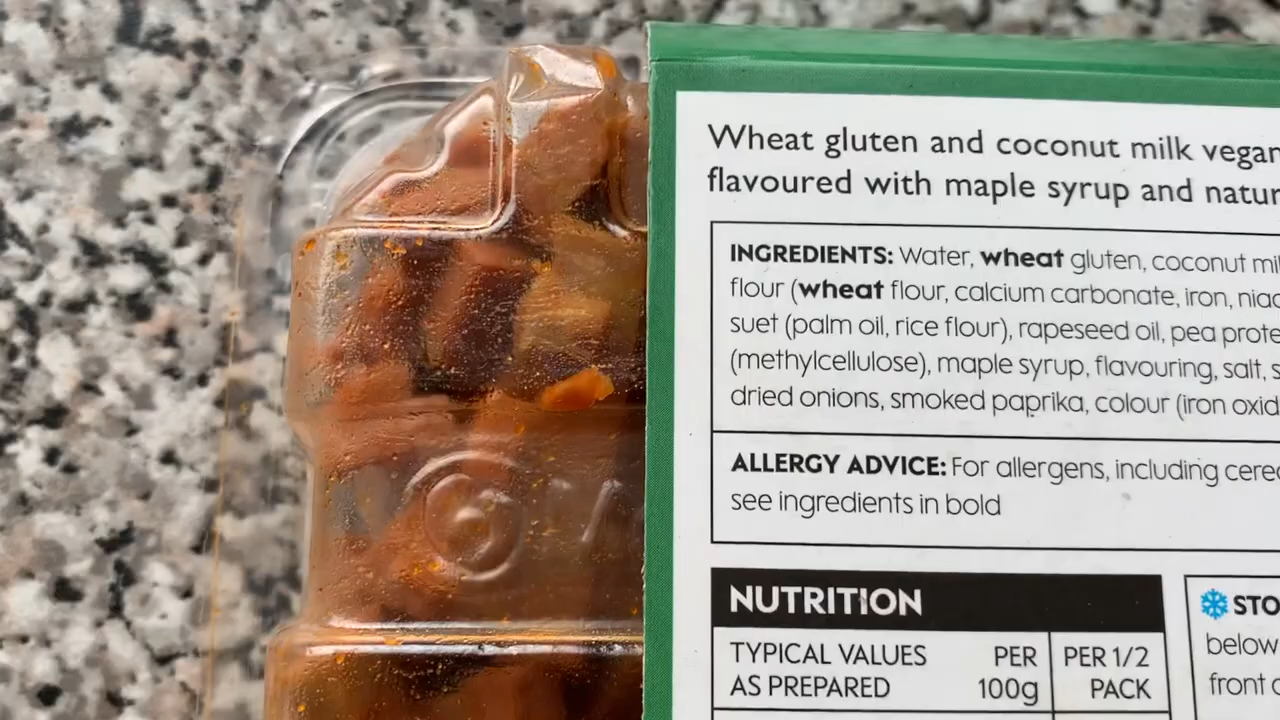 Wheat gluten and coconut milk vegan
flavoured with maple syrup and natur
INGREDIENTS: Water, wheat gluten, coconut mil
flour (wheat flour, calcium carbonate, iron, niac
suet (palm oil, rice flour), rapeseed oil, pea prote
(methylcellulose), maple syrup, flavouring, salt, s
dried onions, smoked paprika, colour (iron oxid
ALLERGY ADVICE: For allergens, including cerea
see ingredients in bold
NUTRITION
TYPICAL VALUES PER PER 1/2
AS PREPARED 100g PACK
STO
below
front o